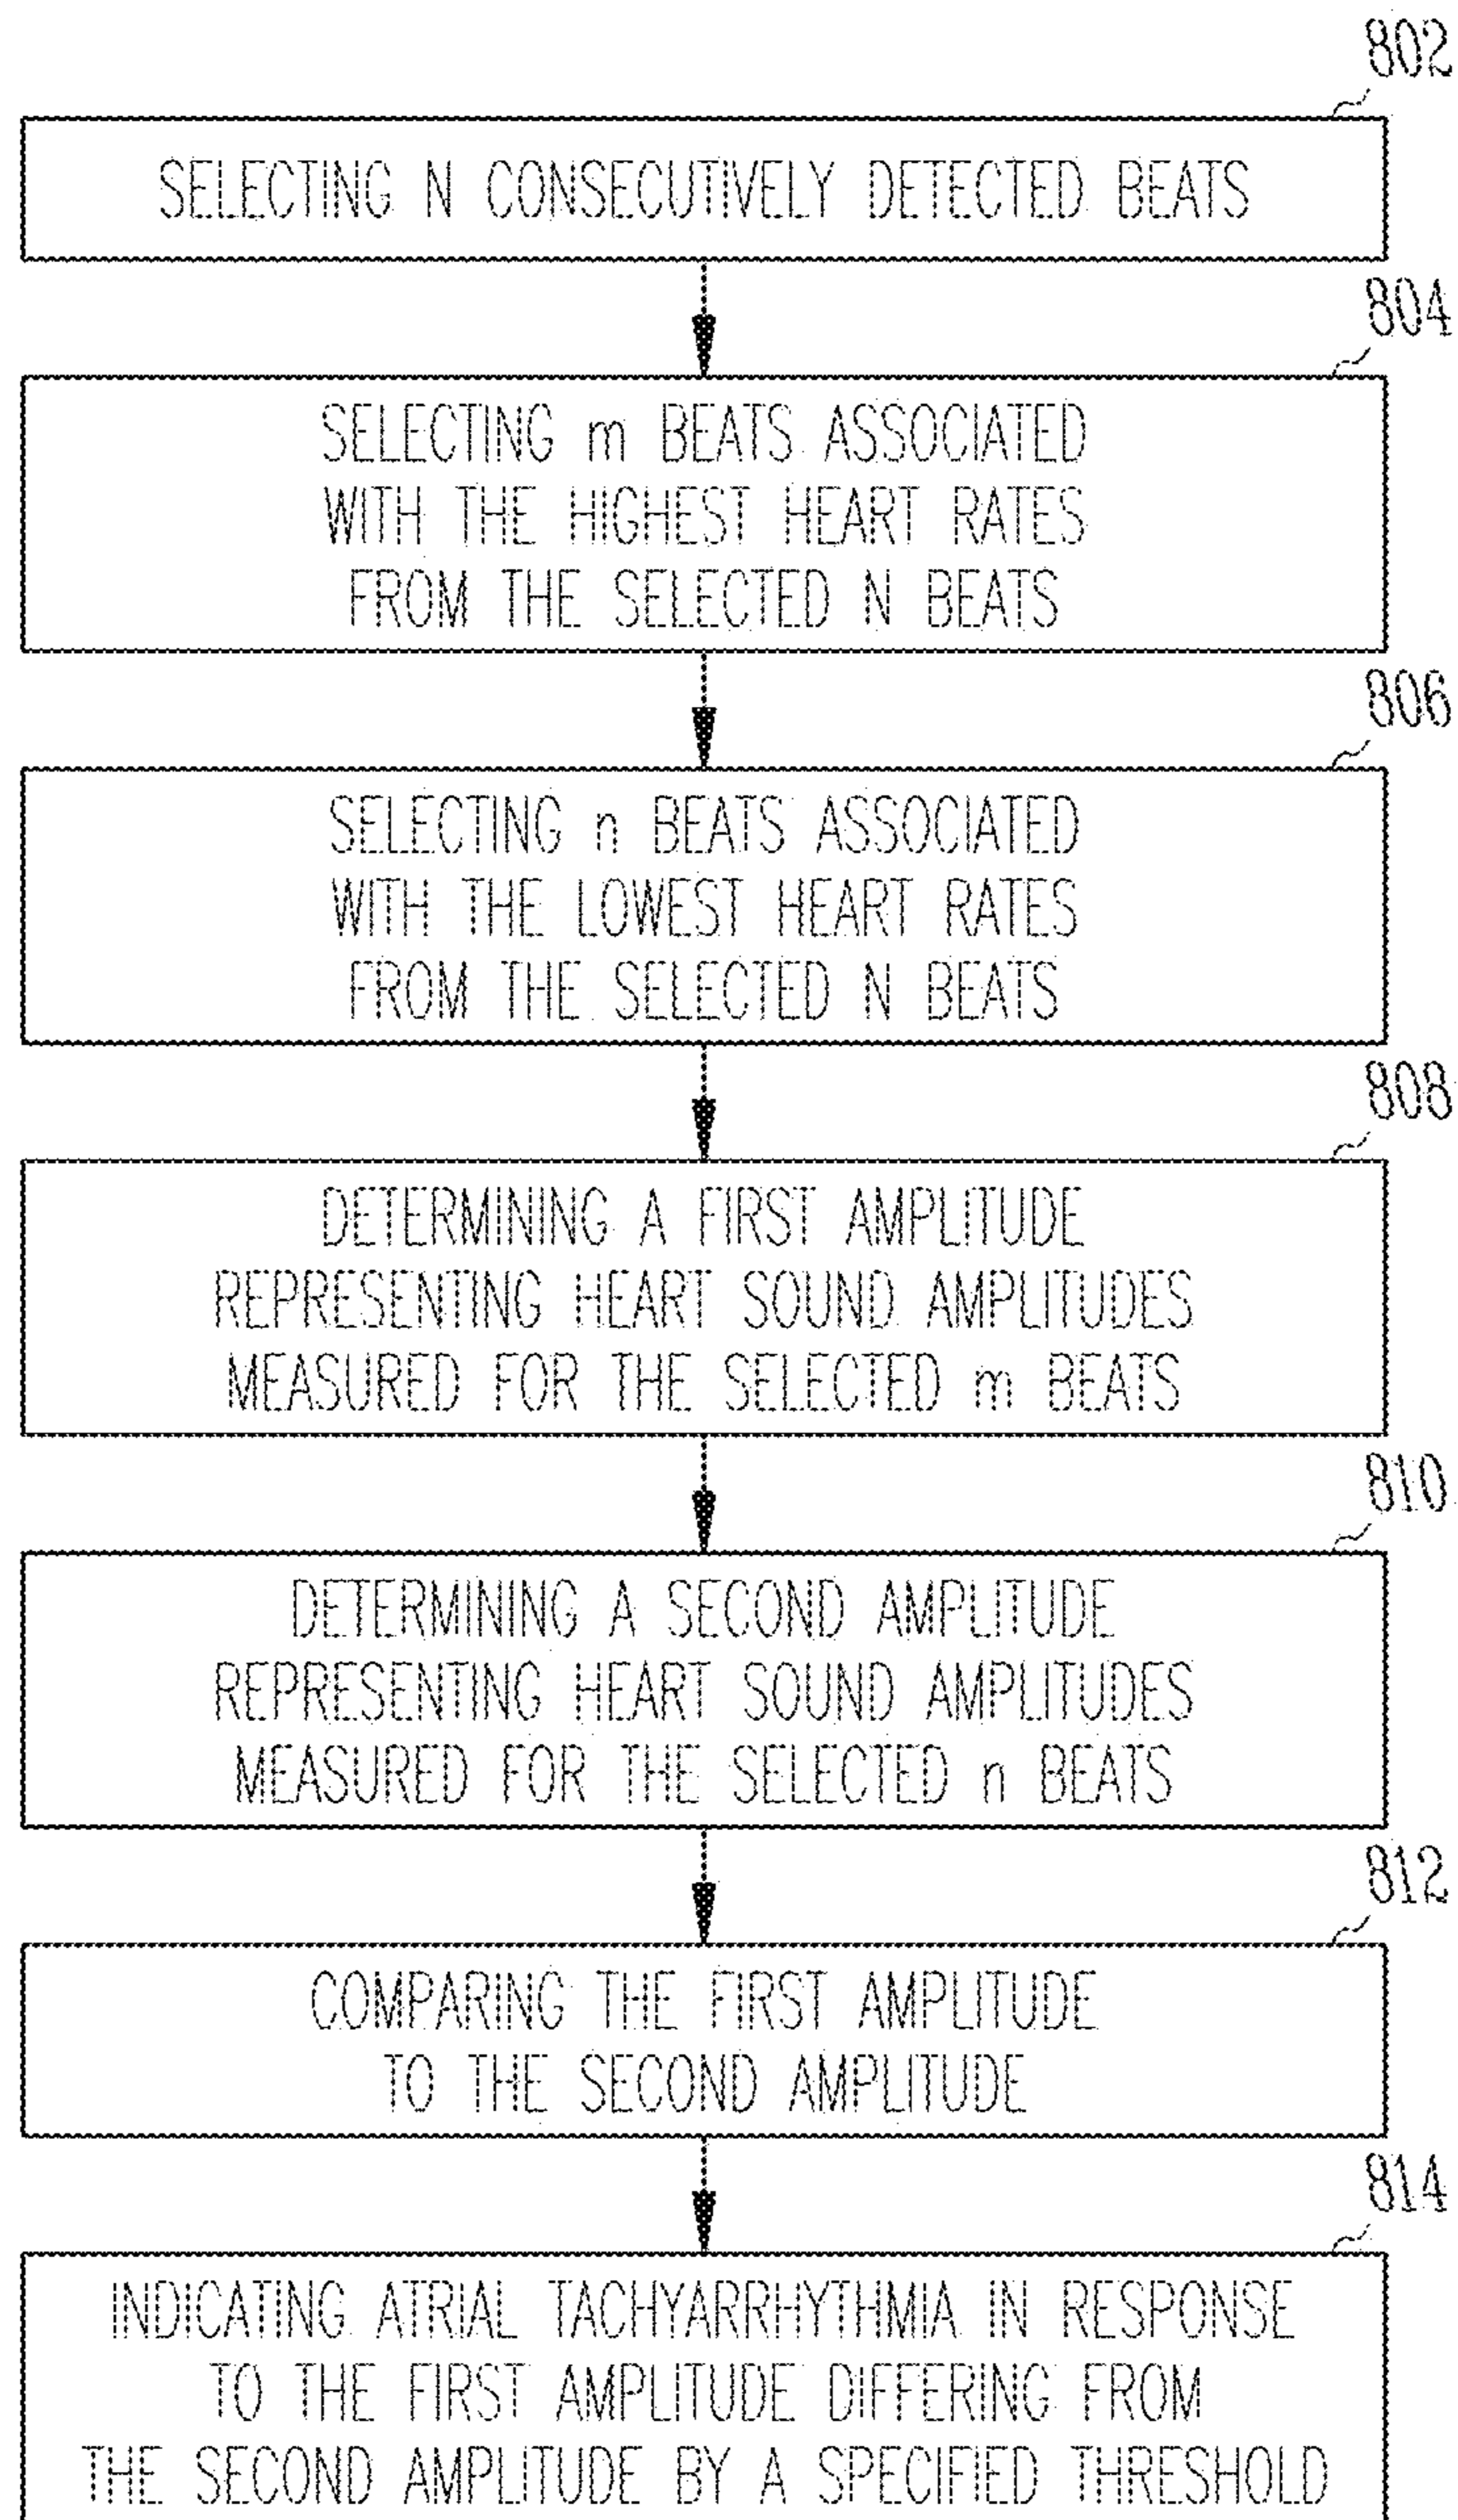 802
SELECTING N CONSECUTIVELY DETECTED BEATS
804
SELECTING m BEATS ASSOCIATED
WITH THE HIGHEST HEART RATES
FROM THE SELECTED N BEATS
806
SELECTING n BEATS ASSOCIATED
WITH THE LOWEST HEART RATES
FROM THE SELECTED N BEATS
808
DETERMINING A FIRST AMPLITUDE
REPRESENTING HEART SOUND AMPLITUDES
MEASURED FOR THE SELECTED m BEATS
810
DETERMINING A SECOND AMPLITUDE
REPRESENTING HEART SOUND AMPLITUDES
MEASURED FOR THE SELECTED n BEATS
812
COMPARING THE FIRST AMPLITUDE
TO THE SECOND AMPLITUDE
814
INDICATING ATRIAL TACHYARRHYTHMIA IN RESPONSE
TO THE FIRST AMPLITUDE DIFFERING FROM
THE SECOND AMPLITUDE BY A SPECIFIED THRESHOLD